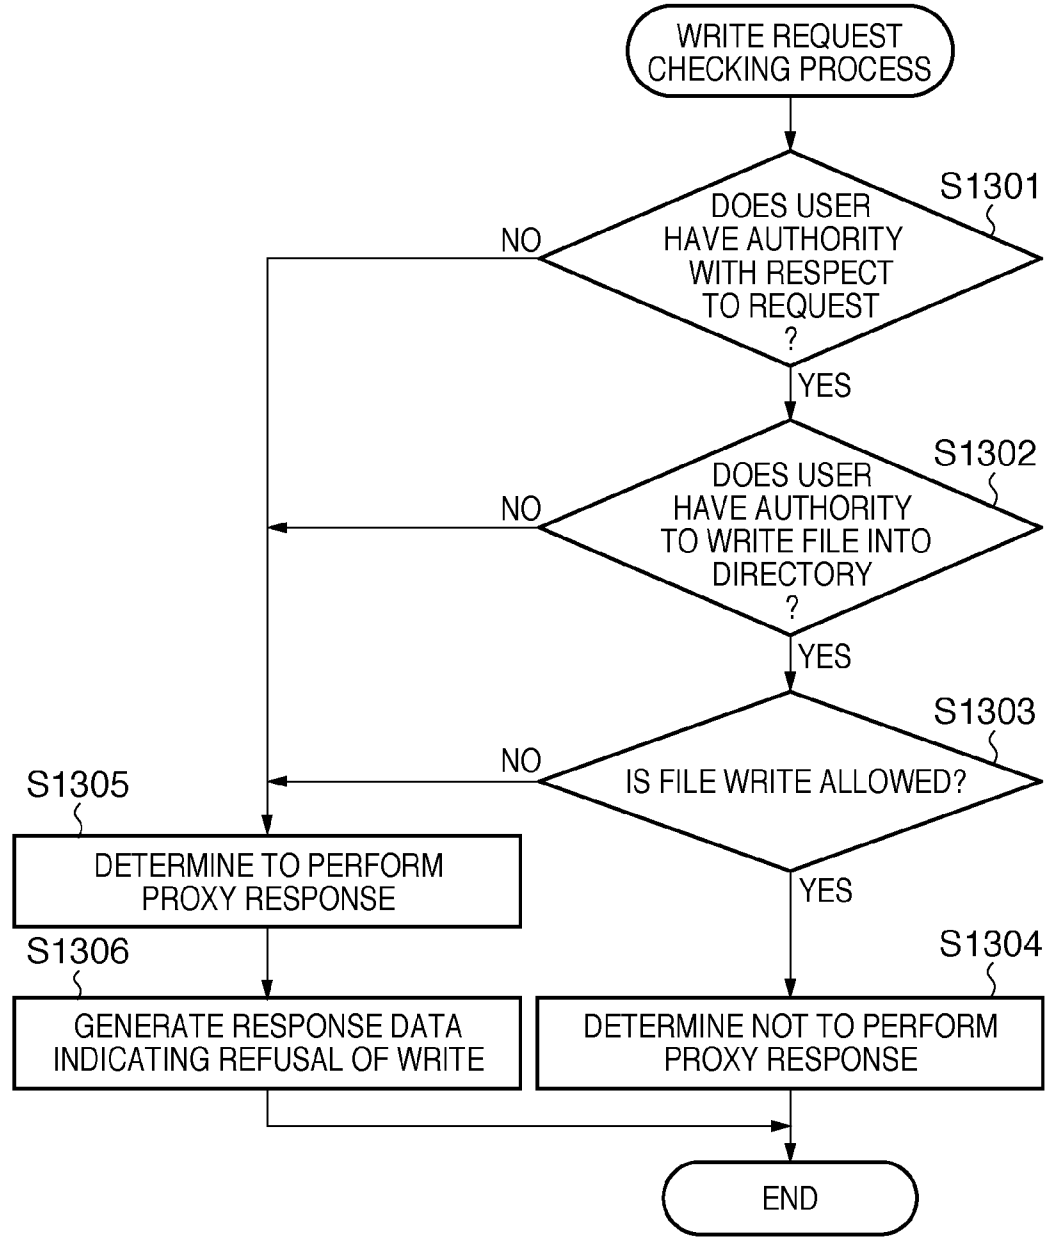 WRITE REQUEST
CHECKING PROCESS
S1301
DOES USER
HAVE AUTHORITY
WITH RESPECT
TO REQUEST
?
NO
YES
S1302
DOES USER
HAVE AUTHORITY
TO WRITE FILE INTO
DIRECTORY
?
NO
YES
S1303
IS FILE WRITE ALLOWED?
NO
YES
S1305
DETERMINE TO PERFORM
PROXY RESPONSE
S1306
GENERATE RESPONSE DATA
INDICATING REFUSAL OF WRITE
S1304
DETERMINE NOT TO PERFORM
PROXY RESPONSE
END